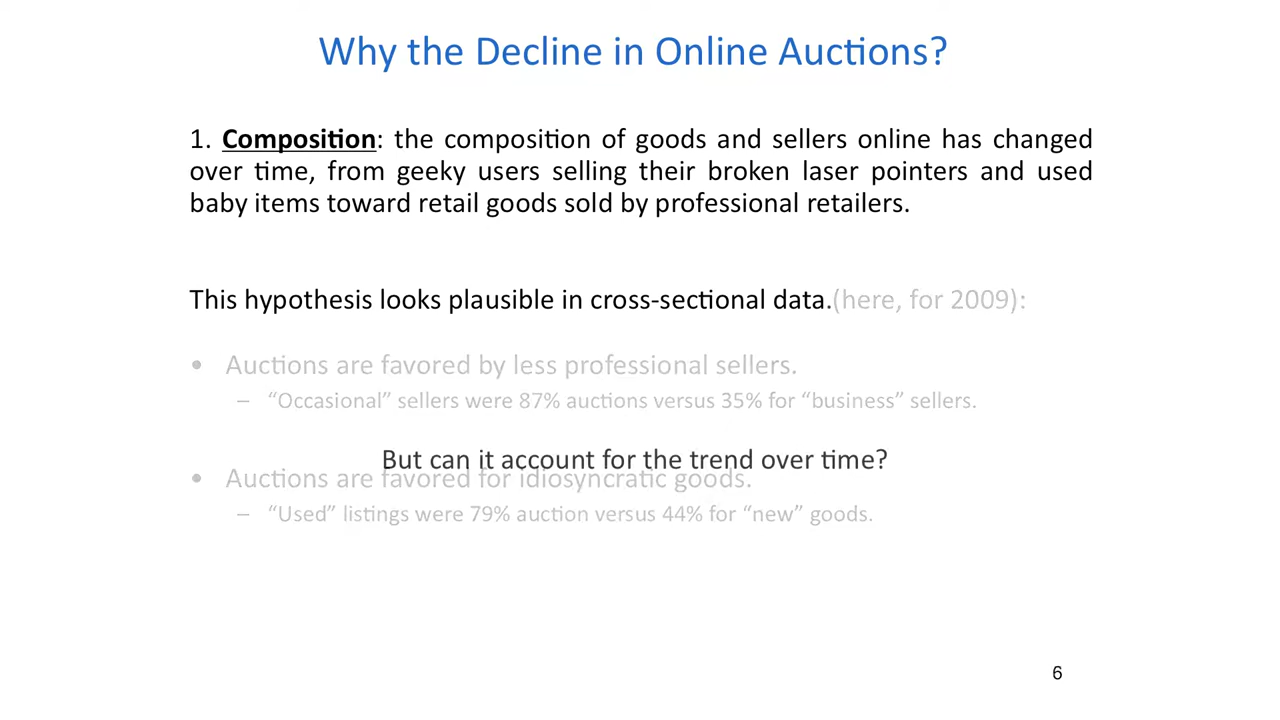 Why the Decline in Online Auctions?
1. Composition: the composition of goods and sellers online has changed
over time, from geeky users selling their broken laser pointers and used
baby items toward retail goods sold by professional retailers.
This hypothesis looks plausible in cross-sectional data.(here, for 2009):
• Auctions are favored by less professional sellers.
– “Occasional” sellers were 87% auctions versus 35% for “business” sellers.
But can it account for the trend over time?
• Auctions are favored for idiosyncratic goods.
– “Used” listings were 79% auction versus 44% for “new” goods.
6